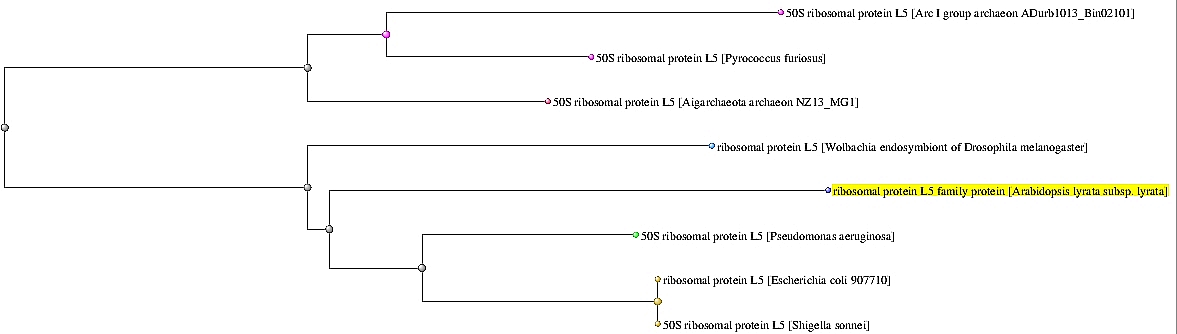 50S ribosomal protein L5 [Arc I group archaeon ADurb1013_Bin02101]
50S ribosomal protein L5 [Pyrococcus furiosus]
50S ribosomal protein L5 [Aigarchaeota archaeon NZ13_MG1]
ribosomal protein L5 [Wolbachia endosymbiont of Drosophila melanogaster]
ribosomal protein L5 family protein [Arabidopsis lyrata subsp. lyrata]
50S ribosomal protein L5 [Pseudomonas aeruginosa]
ribosomal protein L5 [Escherichia coli 907710]
50S ribosomal protein L5 [Shigella sonnei]